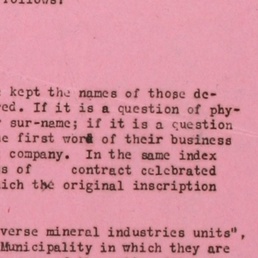 follows:
kept the names of those de-
ed. If it is a question of phy-
sur-name; if it is a question
e first word of their business
company. In the same index
s of contract celebrated
ich the original inscription
verse mineral industries units",
Municipality in which they are